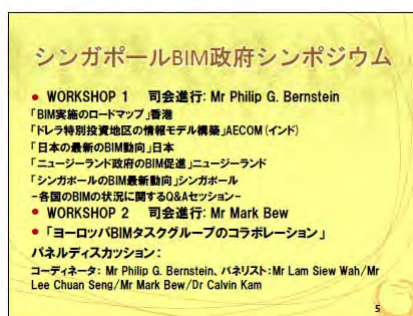 シンガポールBIM政府シンポジウム
• WORKSHOP 1 司会進行: Mr Philip G. Bernstein
「BIM実施のロードマップ」香港
「ドレラ特別投資地区の情報モデル構築」AECOM(インド)
「日本の最新のBIM動向」日本
「ニュージーランド政府のBIM促進」ニュージーランド
「シンガポールのBIM最新動向」シンガポール
-各国のBIMの状況に関するQ&Aセッション-
• WORKSHOP 2 司会進行: Mr Mark Bew
• 「ヨーロッパBIMタスクグループのコラボレーション」
パネルディスカッション:
コーディネータ: Mr Philip G. Bernstein、パネリスト:Mr Lam Siew Wah/Mr
Lee Chuan Seng/Mr Mark Bew/Dr Calvin Kam
5